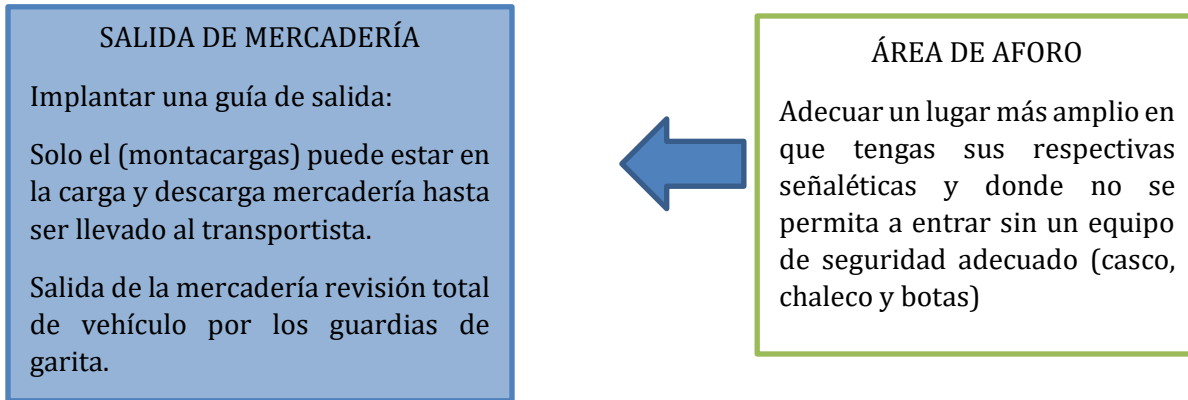 SALIDA DE MERCADERÍA
Implantar una guía de salida:
Solo el (montacargas) puede estar en
la carga y descarga mercadería hasta
ser llevado al transportista.
Salida de la mercadería revisión total
de vehículo por los guardias de
garita.
ÁREA DE AFORO
Adecuar un lugar más amplio en
que tengas sus respectivas
señaléticas y donde no se
permita a entrar sin un equipo
de seguridad adecuado (casco,
chaleco y botas)